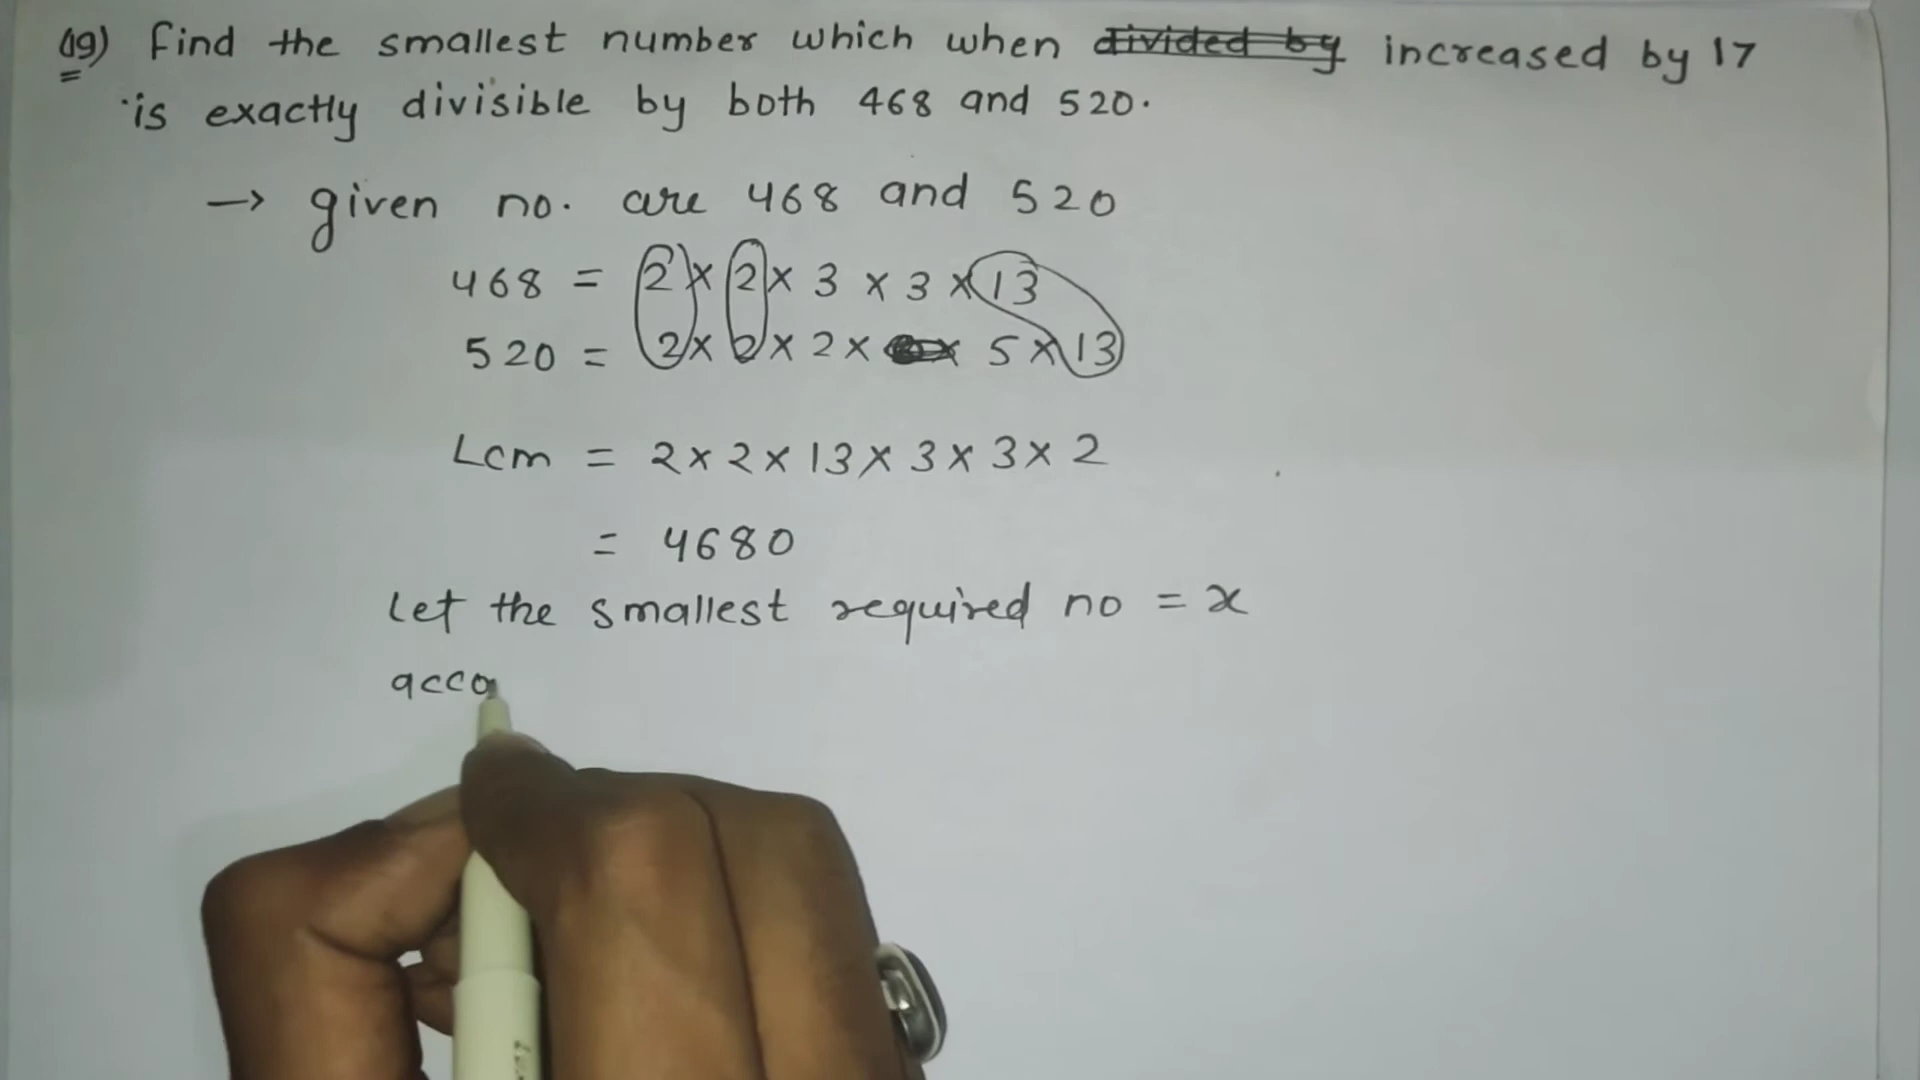 (19) Find the smallest number which when divided by increased by 17
is exactly divisible by both 468 and 520.
→ given no. are 468 and 520
468 = 2 × 2 × 3 × 3 × 13
520 = 2 × 2 × 2 × 5 × 13
Lcm = 2 × 2 × 13 × 3 × 3 × 2
= 4680
Let the smallest required no = x
acco